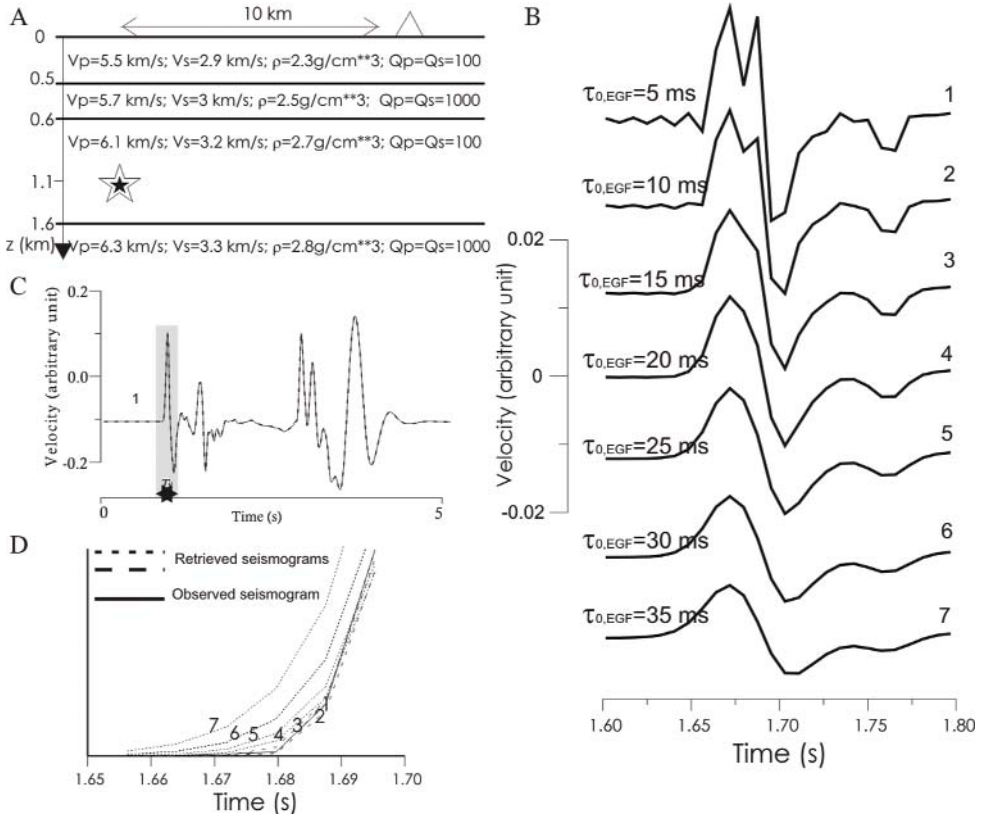 A
10 km
0
Vp=5.5 km/s; Vs=2.9 km/s; ρ=2.3g/cm**3; Qp=Qs=100
0.5
Vp=5.7 km/s; Vs=3 km/s; ρ=2.5g/cm**3; Qp=Qs=1000
0.6
Vp=6.1 km/s; Vs=3.2 km/s; ρ=2.7g/cm**3; Qp=Qs=100
1.1
1.6
z (km)
Vp=6.3 km/s; Vs=3.3 km/s; ρ=2.8g/cm**3; Qp=Qs=1000
B
τ0,EGF=5 ms
1
τ0,EGF=10 ms
2
τ0,EGF=15 ms
3
τ0,EGF=20 ms
4
τ0,EGF=25 ms
5
τ0,EGF=30 ms
6
τ0,EGF=35 ms
7
0.02
0
-0.02
Velocity (arbitrary unit)
1.60
1.65
1.70
1.75
1.80
Time (s)
C
0.2
0.0
-0.2
Velocity (arbitrary unit)
1
0
Time (s)
5
D
Retrieved seismograms
Observed seismogram
7
6
5
4
3
2
1
1.65
1.66
1.67
1.68
1.69
1.70
Time (s)